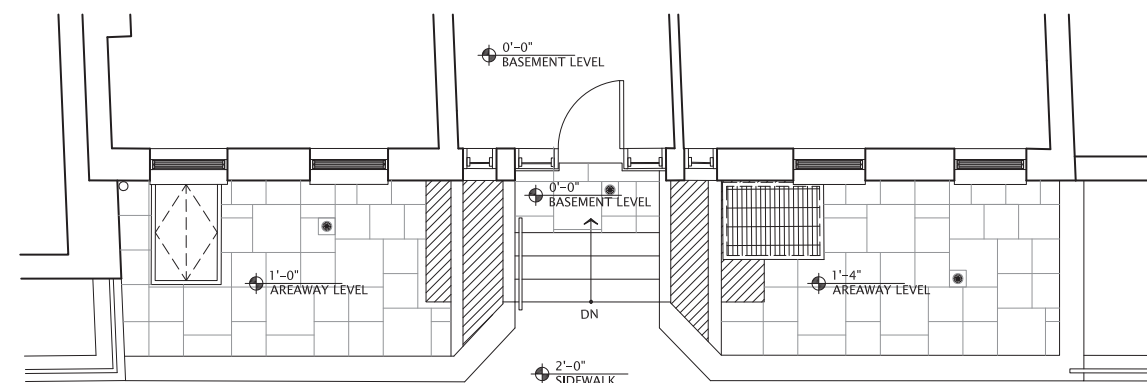 0'-0"
BASEMENT LEVEL
0'-0"
BASEMENT LEVEL
1'-0"
AREAWAY LEVEL
1'-4"
AREAWAY LEVEL
DN
2'-0"
SIDEWALK